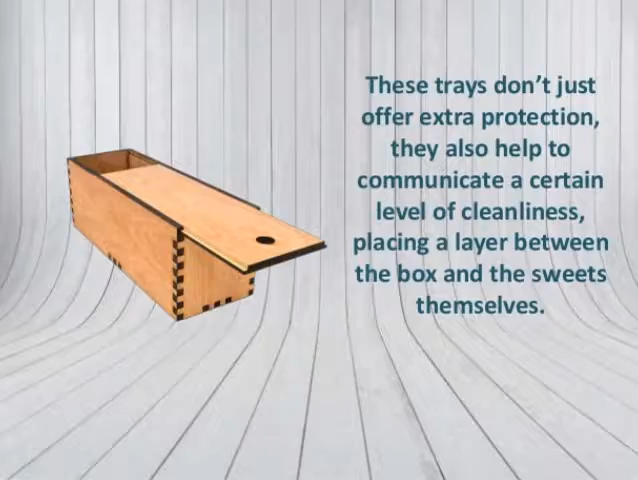 These trays don’t just
offer extra protection,
they also help to
communicate a certain
level of cleanliness,
placing a layer between
the box and the sweets
themselves.